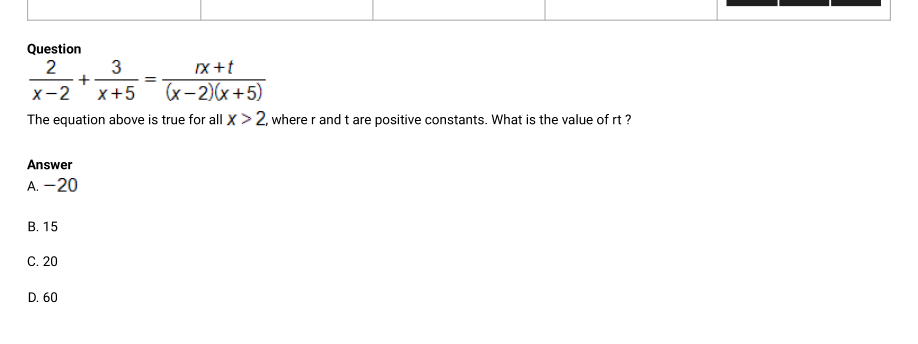 Question
2/(x−2) + 3/(x+5) = (rx+t)/((x−2)(x+5))
The equation above is true for all x > 2, where r and t are positive constants. What is the value of rt ?
Answer
A. −20
B. 15
C. 20
D. 60